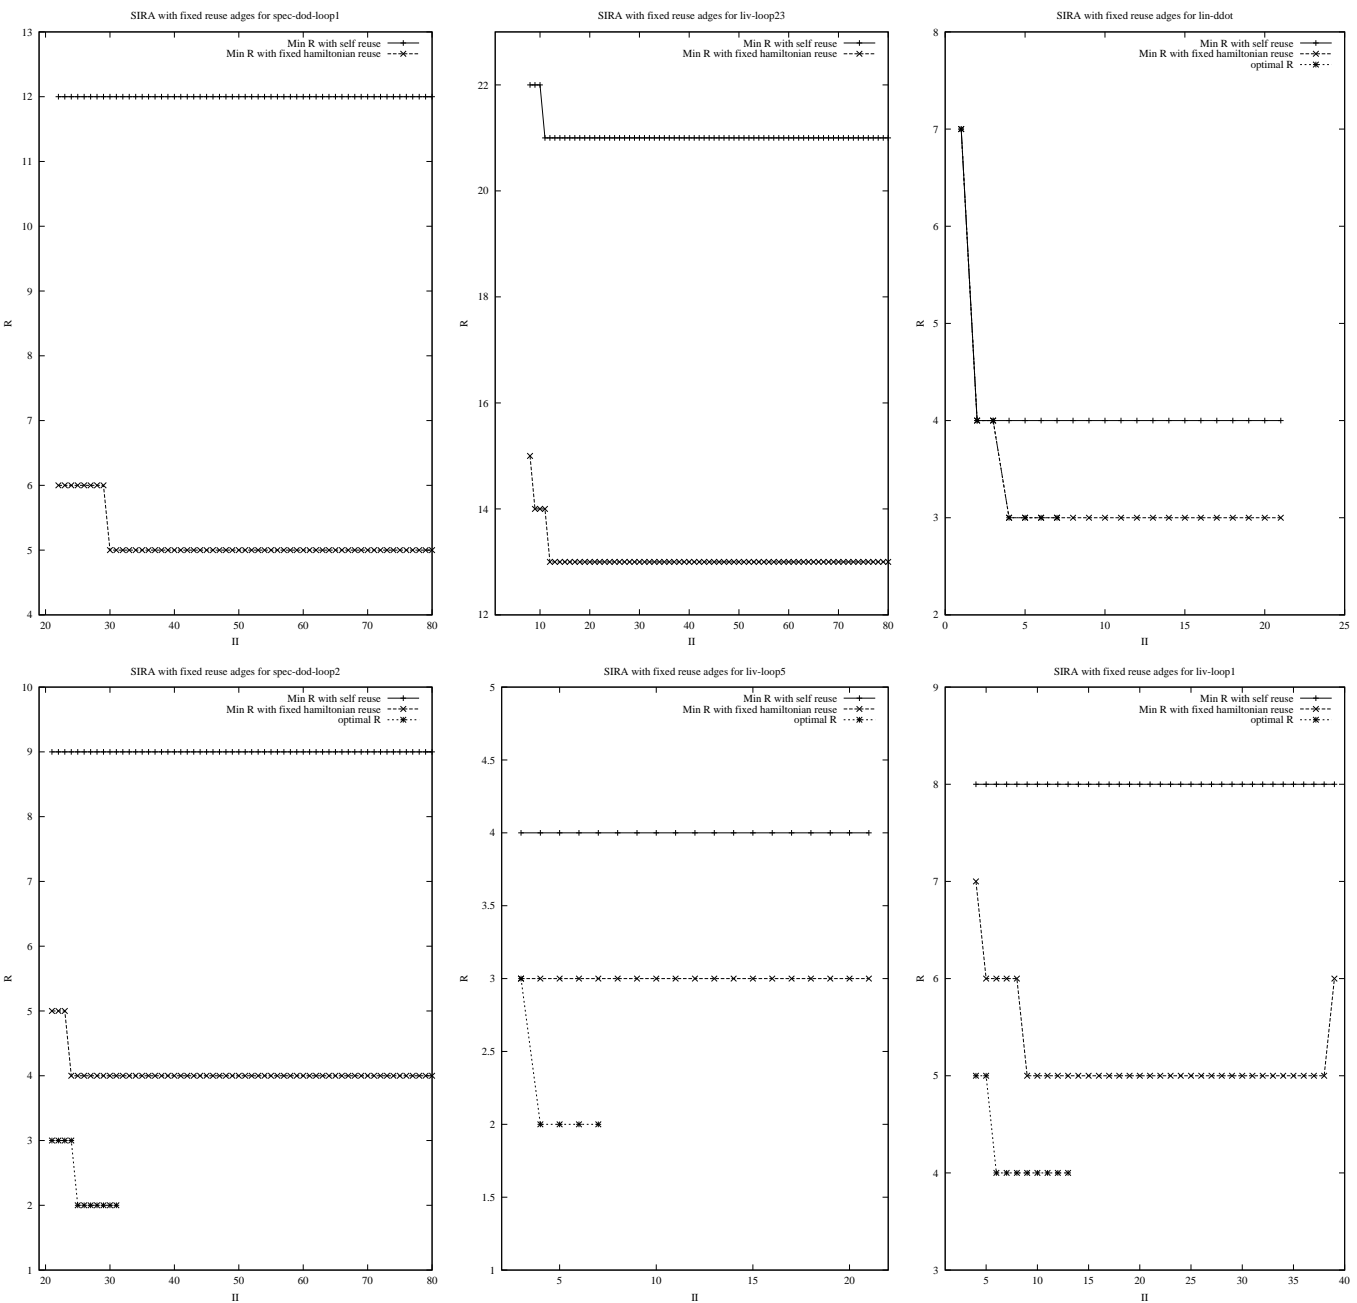 SIRA with fixed reuse adges for spec-dod-loop1
Min R with self reuse
Min R with fixed hamiltonian reuse
13
12
11
10
9
8
7
6
5
4
R
20 30 40 50 60 70 80
II
SIRA with fixed reuse adges for liv-loop23
Min R with self reuse
Min R with fixed hamiltonian reuse
22
20
18
16
14
12
R
10 20 30 40 50 60 70 80
II
SIRA with fixed reuse adges for lin-ddot
Min R with self reuse
Min R with fixed hamiltonian reuse
optimal R
8
7
6
5
4
3
2
R
0 5 10 15 20 25
II
SIRA with fixed reuse adges for spec-dod-loop2
Min R with self reuse
Min R with fixed hamiltonian reuse
optimal R
10
9
8
7
6
5
4
3
2
1
R
20 30 40 50 60 70 80
II
SIRA with fixed reuse adges for liv-loop5
Min R with self reuse
Min R with fixed hamiltonian reuse
optimal R
5
4.5
4
3.5
3
2.5
2
1.5
1
R
5 10 15 20
II
SIRA with fixed reuse adges for liv-loop1
Min R with self reuse
Min R with fixed hamiltonian reuse
optimal R
9
8
7
6
5
4
3
R
5 10 15 20 25 30 35 40
II